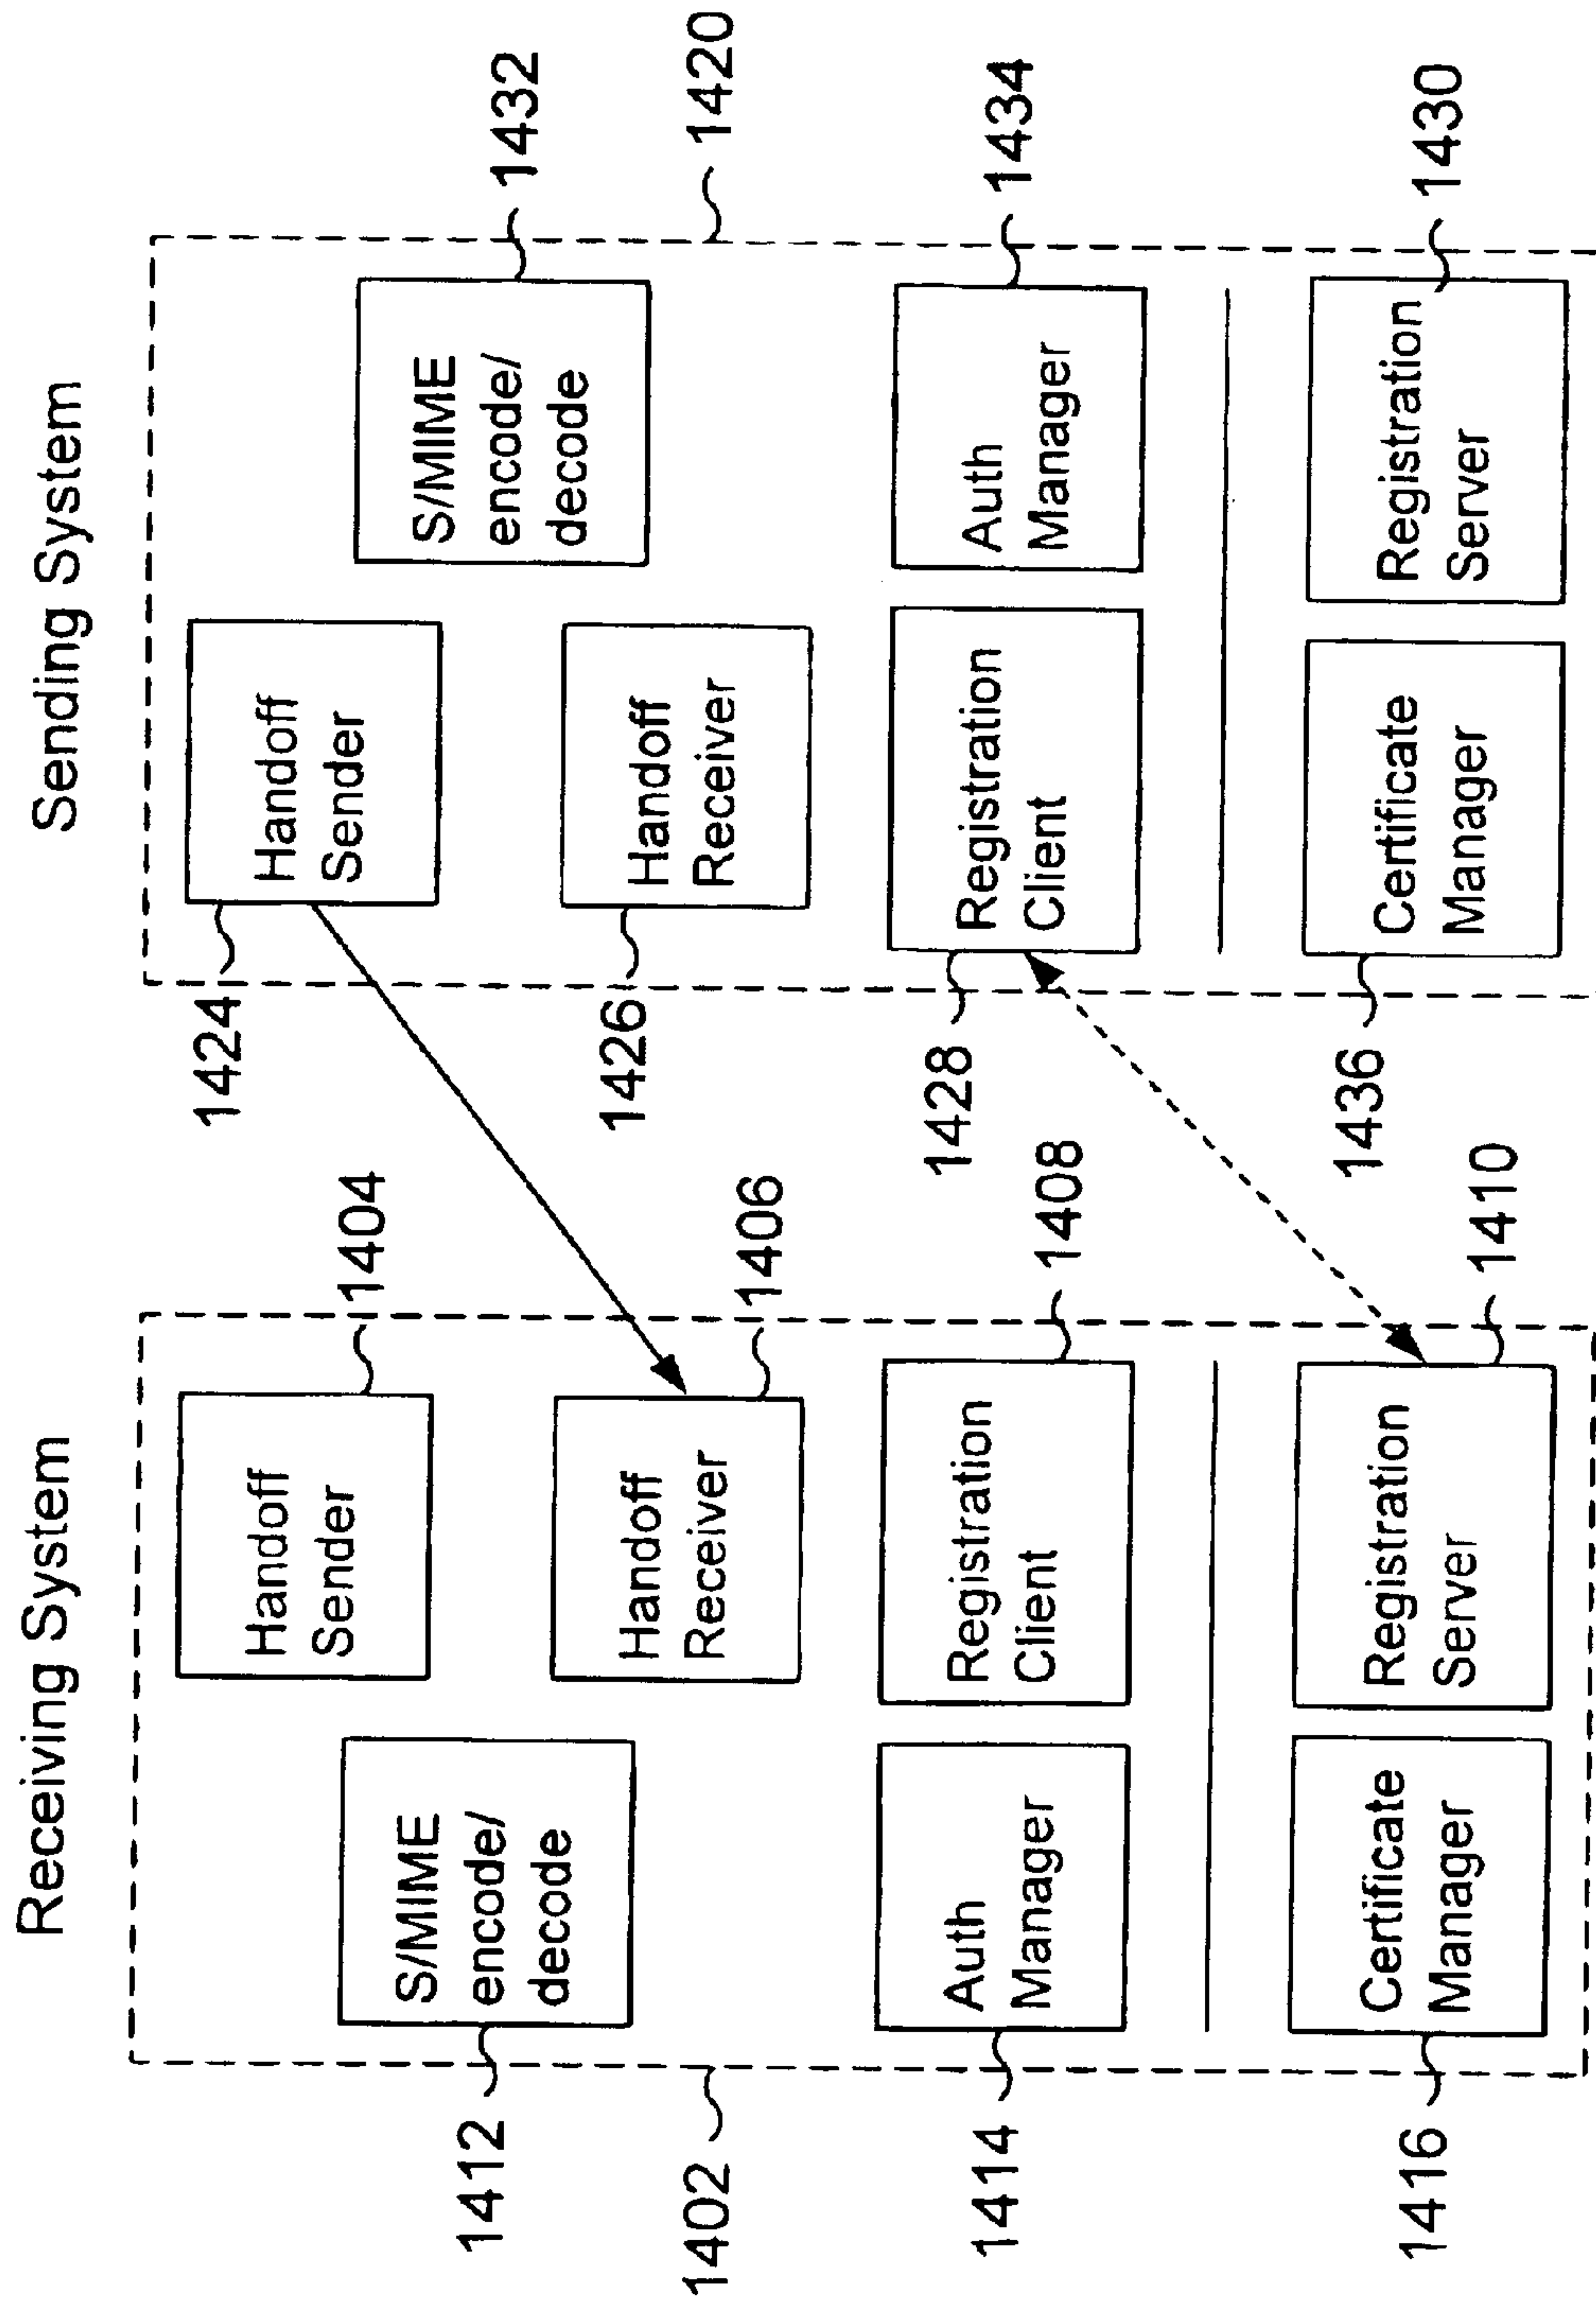 Receiving System
Sending System
1412
1402
1414
1416
S/MIME
encode/
decode
Handoff
Sender
1404
Handoff
Receiver
1406
Auth
Manager
Registration
Client
1408
Certificate
Manager
Registration
Server
1410
1424
Handoff
Sender
S/MIME
encode/
decode
1432
1420
1426
Handoff
Receiver
1428
Registration
Client
Auth
Manager
1434
1436
Certificate
Manager
Registration
Server
1430